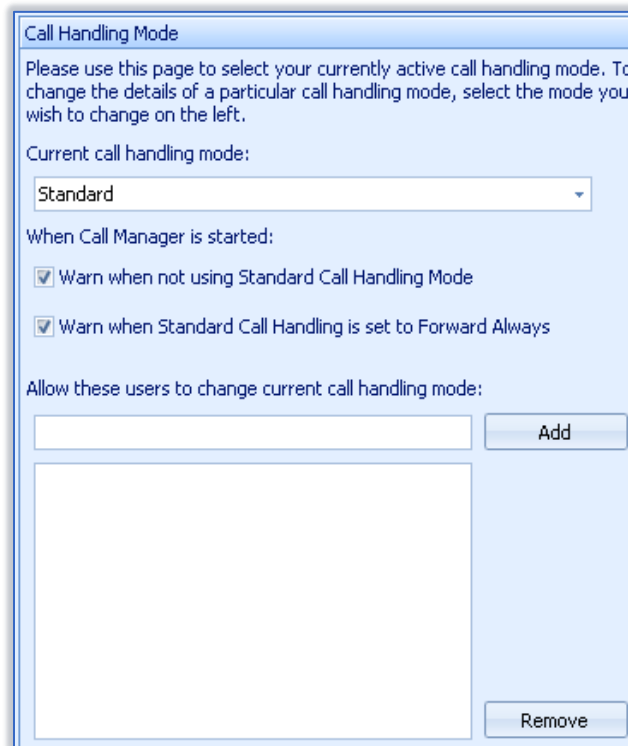 Call Handling Mode
Please use this page to select your currently active call handling mode. To
change the details of a particular call handling mode, select the mode you
wish to change on the left.
Current call handling mode:
Standard
When Call Manager is started:
Warn when not using Standard Call Handling Mode
Warn when Standard Call Handling is set to Forward Always
Allow these users to change current call handling mode:
Add
Remove